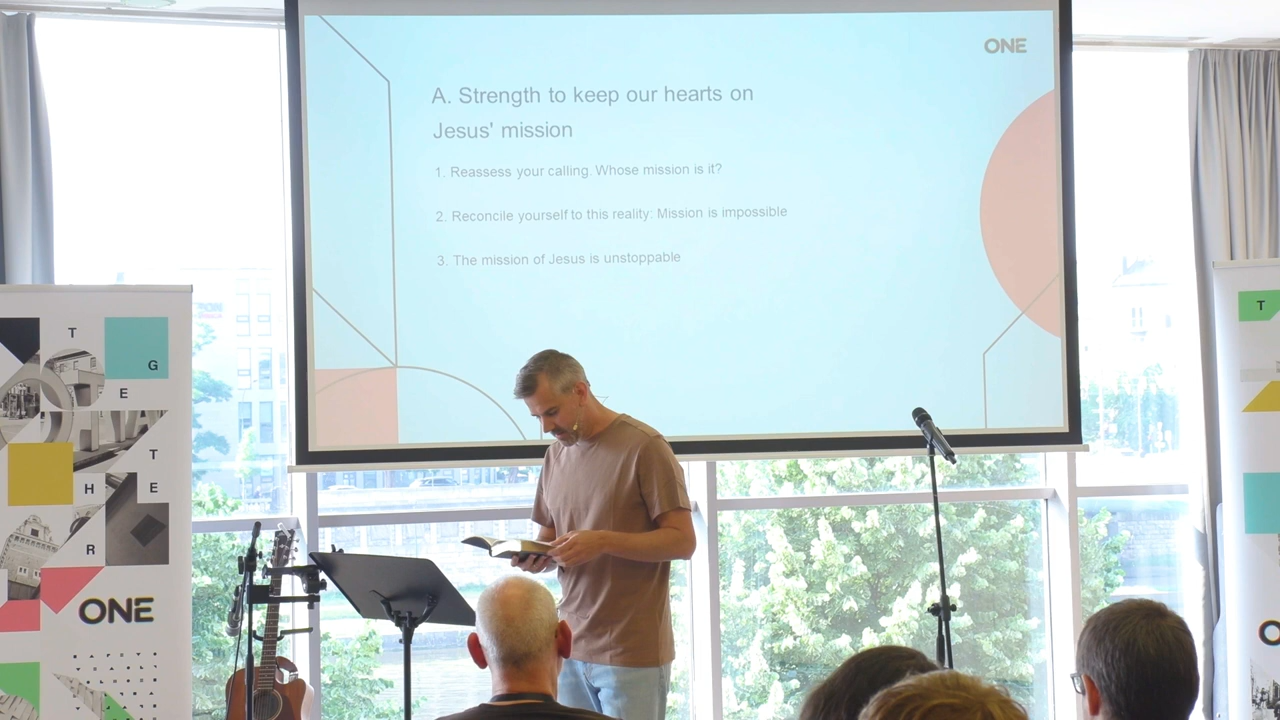 ONE
A. Strength to keep our hearts on
Jesus' mission
1. Reassess your calling. Whose mission is it?
2. Reconcile yourself to this reality: Mission is impossible
3. The mission of Jesus is unstoppable
T
G
E
T
H
E
R
ONE
T